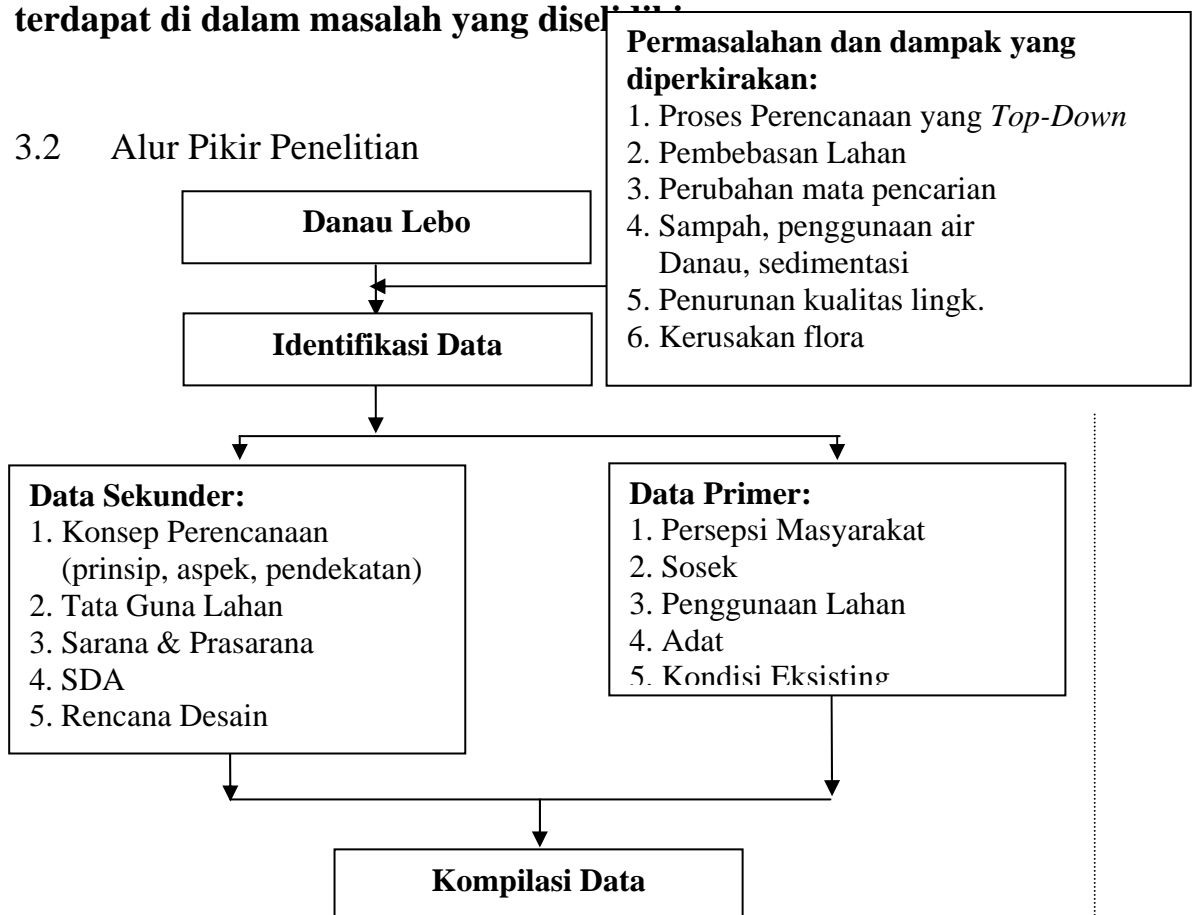 terdapat di dalam masalah yang diselidiki
3.2 Alur Pikir Penelitian
Permasalahan dan dampak yang
diperkirakan:
1. Proses Perencanaan yang Top-Down
2. Pembebasan Lahan
3. Perubahan mata pencarian
4. Sampah, penggunaan air
Danau, sedimentasi
5. Penurunan kualitas lingk.
6. Kerusakan flora
Danau Lebo
Identifikasi Data
Data Sekunder:
1. Konsep Perencanaan
(prinsip, aspek, pendekatan)
2. Tata Guna Lahan
3. Sarana & Prasarana
4. SDA
5. Rencana Desain
Data Primer:
1. Persepsi Masyarakat
2. Sosek
3. Penggunaan Lahan
4. Adat
5. Kondisi Eksisting
Kompilasi Data